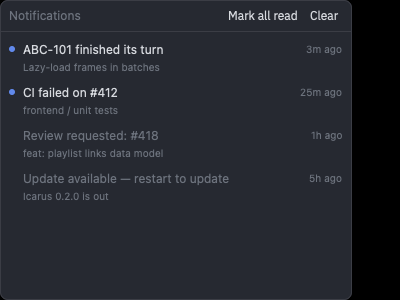 Notifications Mark all read Clear
ABC-101 finished its turn 3m ago
Lazy-load frames in batches
CI failed on #412 25m ago
frontend / unit tests
Review requested: #418 1h ago
feat: playlist links data model
Update available — restart to update 5h ago
Icarus 0.2.0 is out